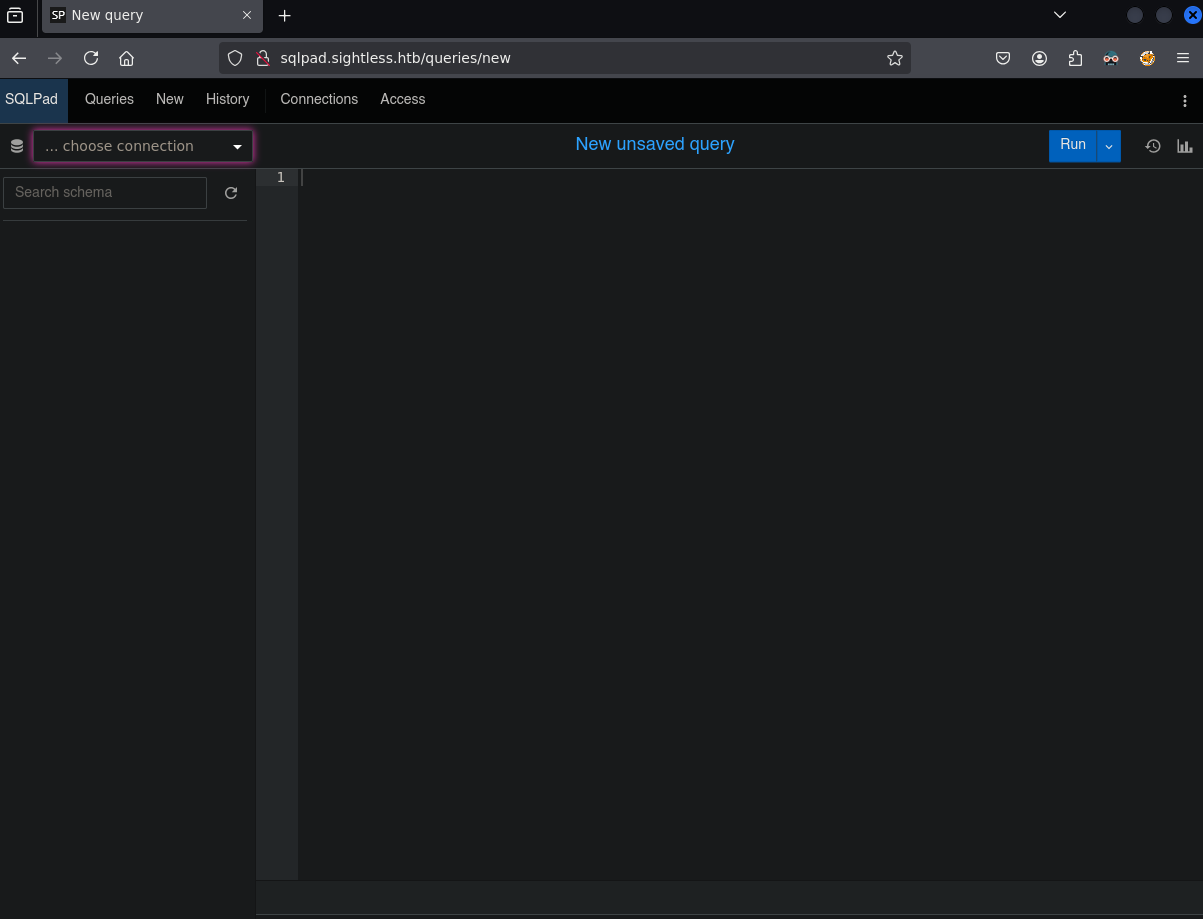 SP New query
sqlpad.sightless.htb/queries/new
SQLPad Queries New History Connections Access
... choose connection New unsaved query Run
Search schema 1